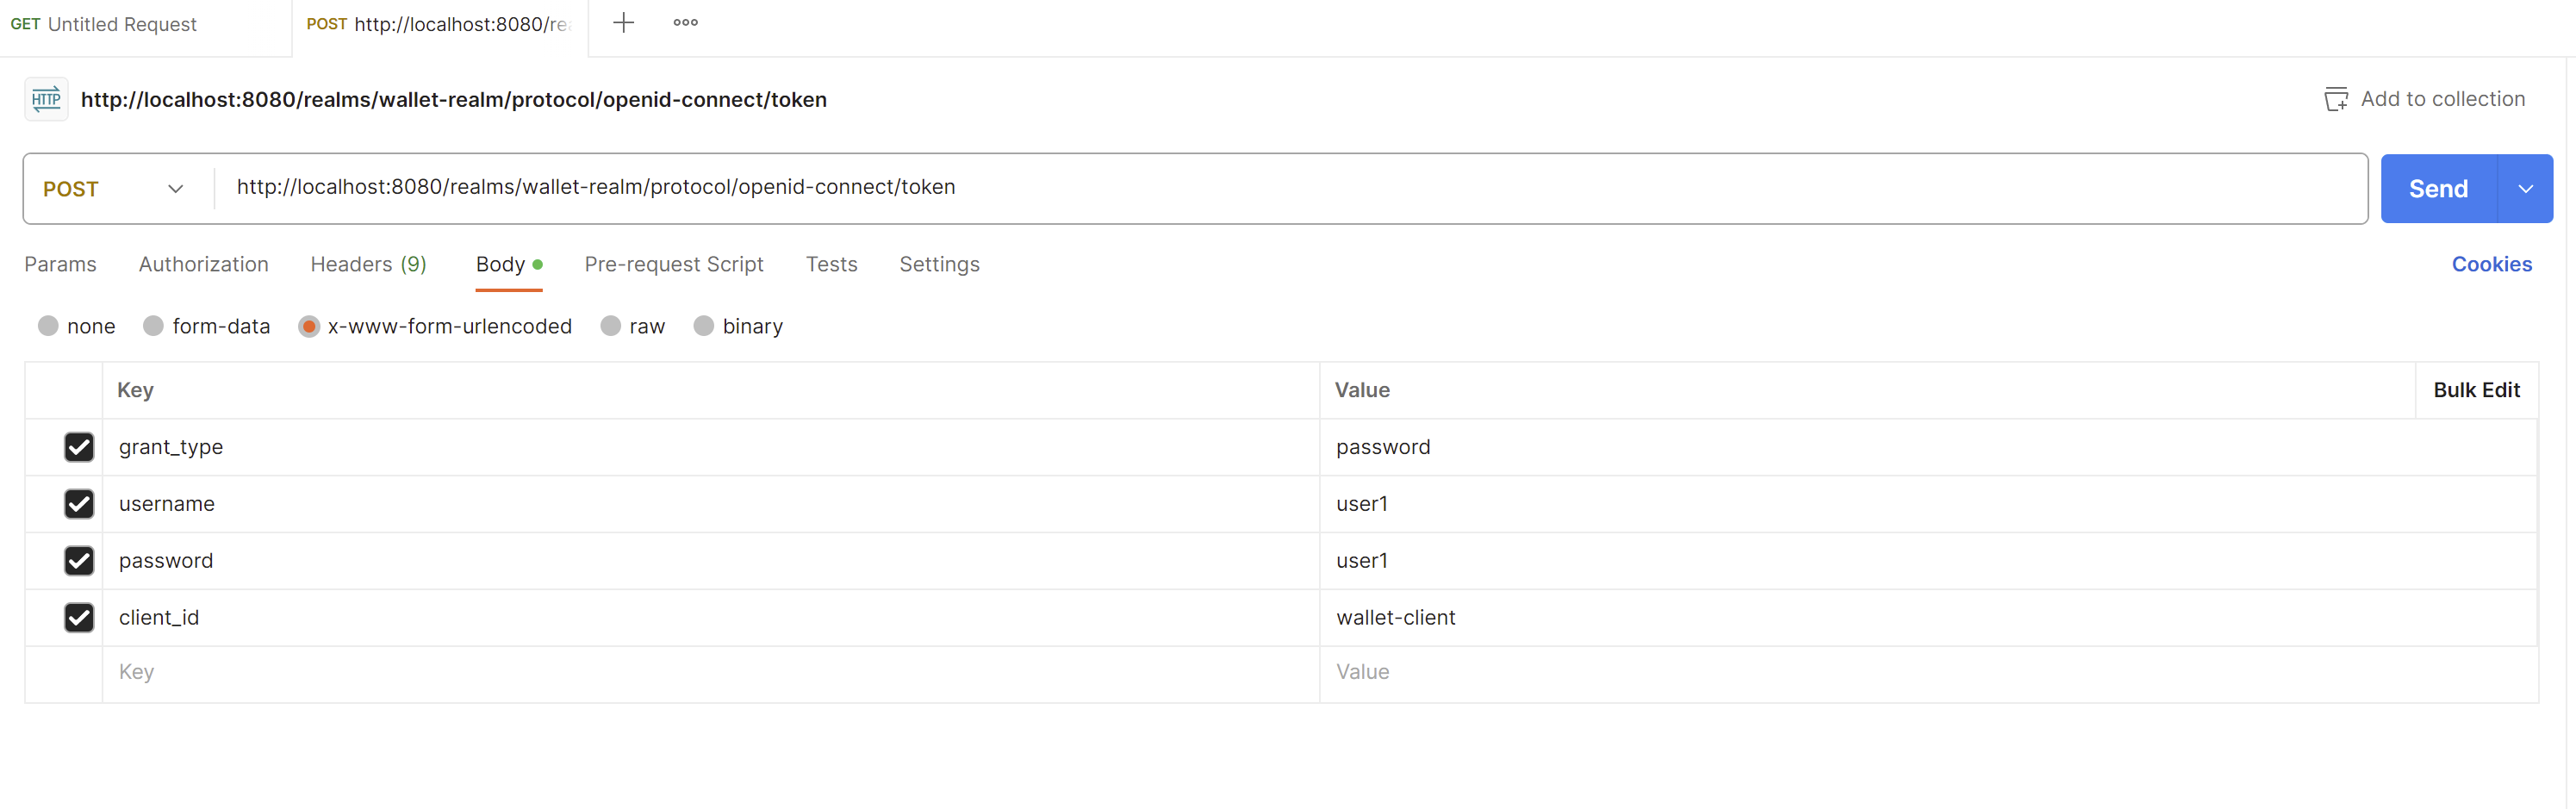 GET Untitled Request
POST http://localhost:8080/rea
HTTP http://localhost:8080/realms/wallet-realm/protocol/openid-connect/token
Add to collection
POST http://localhost:8080/realms/wallet-realm/protocol/openid-connect/token
Send
Params Authorization Headers (9) Body Pre-request Script Tests Settings Cookies
none form-data x-www-form-urlencoded raw binary
Key Value Bulk Edit
grant_type password
username user1
password user1
client_id wallet-client
Key Value